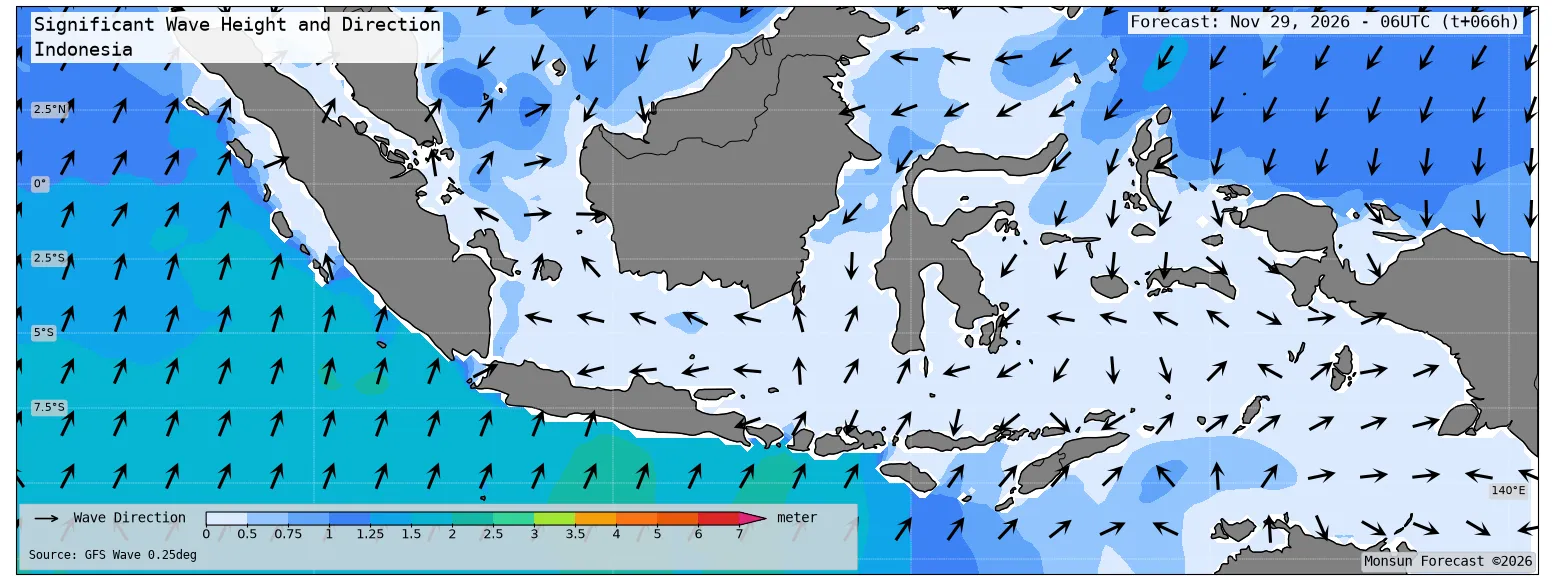 Significant Wave Height and Direction
Indonesia
Forecast: Nov 29, 2026 - 06UTC (t+066h)
2.5°N
0°
2.5°S
5°S
7.5°S
140°E
Wave Direction
0 0.5 0.75 1 1.25 1.5 2 2.5 3 3.5 4 5 6 7
meter
Source: GFS Wave 0.25deg
Monsun Forecast ©2026